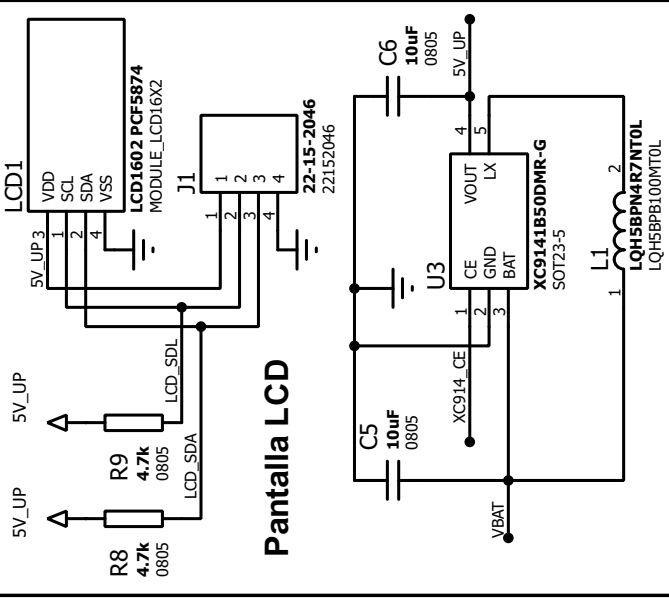 LCD1
VDD
SCL
SDA
VSS
3
1
2
4
5V_UP
LCD1602 PCF5874
MODULE_LCD16X2
J1
1
2
3
4
1
2
3
4
22-15-2046
22152046
5V_UP
R9
4.7k
0805
LCD_SDL
5V_UP
R8
4.7k
0805
LCD_SDA
Pantalla LCD
C6
10uF
0805
5V_UP
4
5
VOUT
LX
U3
CE
GND
BAT
1
2
3
XC9141B50DMR-G
SOT23-5
XC914_CE
C5
10uF
0805
VBAT
L1
1
2
LQH5BPN4R7NT0L
LQH5BPB100MT0L